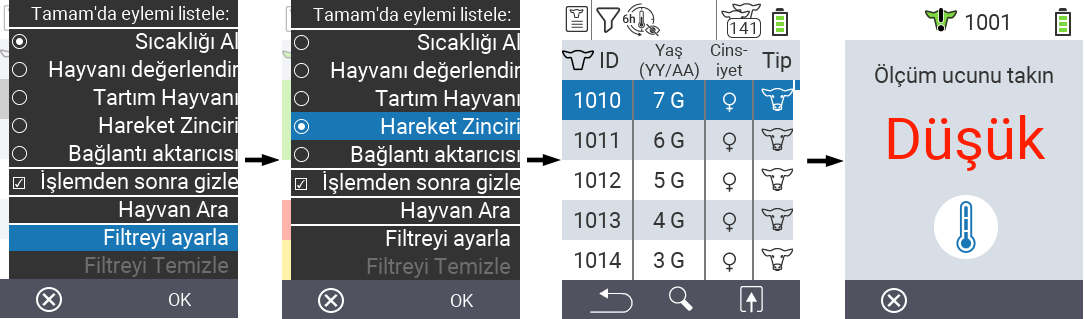 Tamam'da eylemi listele:
Sıcaklığı Al
Hayvanı değerlendir
Tartım Hayvanı
Hareket Zinciri
Bağlantı aktarıcısı
İşlemden sonra gizle
Hayvan Ara
Filtreyi ayarla
Filtreyi Temizle
OK
Tamam'da eylemi listele:
Sıcaklığı Al
Hayvanı değerlendir
Tartım Hayvanı
Hareket Zinciri
Bağlantı aktarıcısı
İşlemden sonra gizle
Hayvan Ara
Filtreyi ayarla
Filtreyi Temizle
OK
6h 141
ID Yaş (YY/AA) Cins-iyet Tip
1010 7 G
1011 6 G
1012 5 G
1013 4 G
1014 3 G
1001
Ölçüm ucunu takın
Düşük